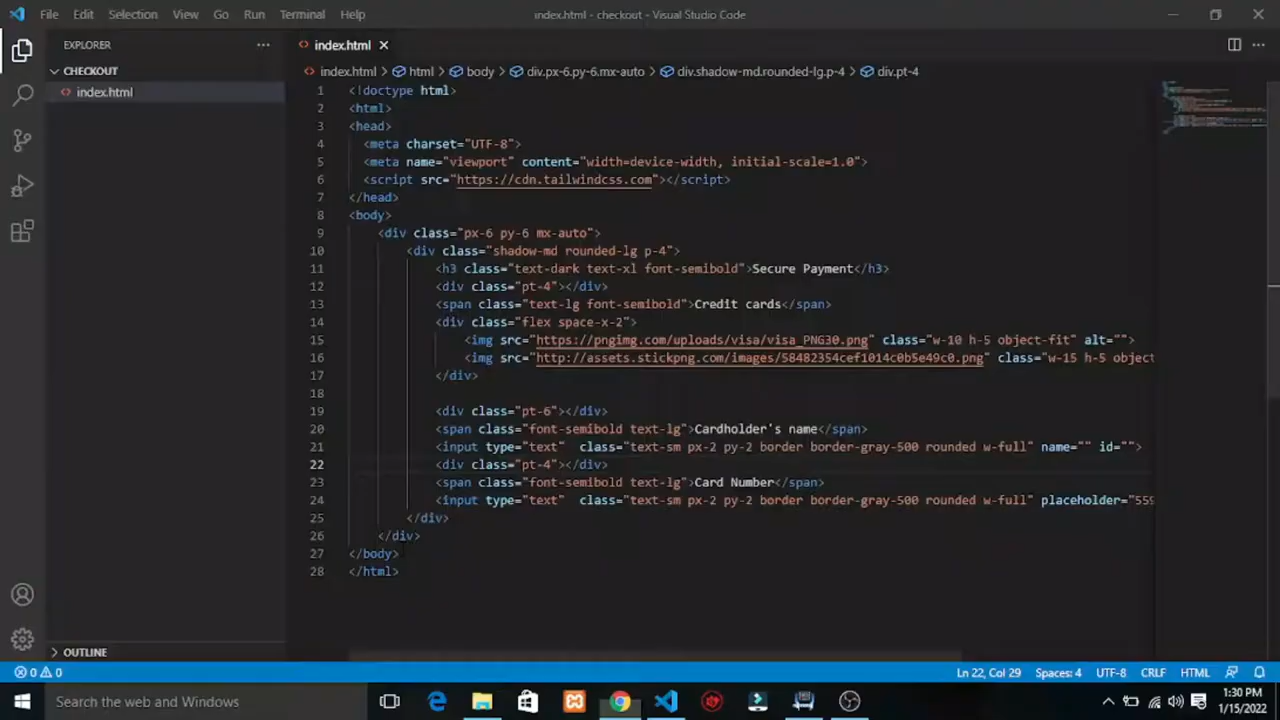 File Edit Selection View Go Run Terminal Help index.html - checkout - Visual Studio Code
EXPLORER ··· index.html
CHECKOUT index.html > html > body > div.px-6.py-6.mx-auto > div.shadow-md.rounded-lg.p-4 > div.pt-4
index.html
1 <!doctype html>
2 <html>
3 <head>
4 <meta charset="UTF-8">
5 <meta name="viewport" content="width=device-width, initial-scale=1.0">
6 <script src="https://cdn.tailwindcss.com"></script>
7 </head>
8 <body>
9 <div class="px-6 py-6 mx-auto">
10 <div class="shadow-md rounded-lg p-4">
11 <h3 class="text-dark text-xl font-semibold">Secure Payment</h3>
12 <div class="pt-4"></div>
13 <span class="text-lg font-semibold">Credit cards</span>
14 <div class="flex space-x-2">
15 <img src="https://pngimg.com/uploads/visa/visa_PNG30.png" class="w-10 h-5 object-fit" alt="">
16 <img src="http://assets.stickpng.com/images/58482354cef1014c0b5e49c0.png" class="w-15 h-5 object
17 </div>
18
19 <div class="pt-6"></div>
20 <span class="font-semibold text-lg">Cardholder's name</span>
21 <input type="text" class="text-sm px-2 py-2 border border-gray-500 rounded w-full" name="" id="">
22 <div class="pt-4"></div>
23 <span class="font-semibold text-lg">Card Number</span>
24 <input type="text" class="text-sm px-2 py-2 border border-gray-500 rounded w-full" placeholder="559
25 </div>
26 </div>
27 </body>
28 </html>
OUTLINE
0 0 Ln 22, Col 29 Spaces: 4 UTF-8 CRLF HTML
Search the web and Windows
1:30 PM
1/15/2022